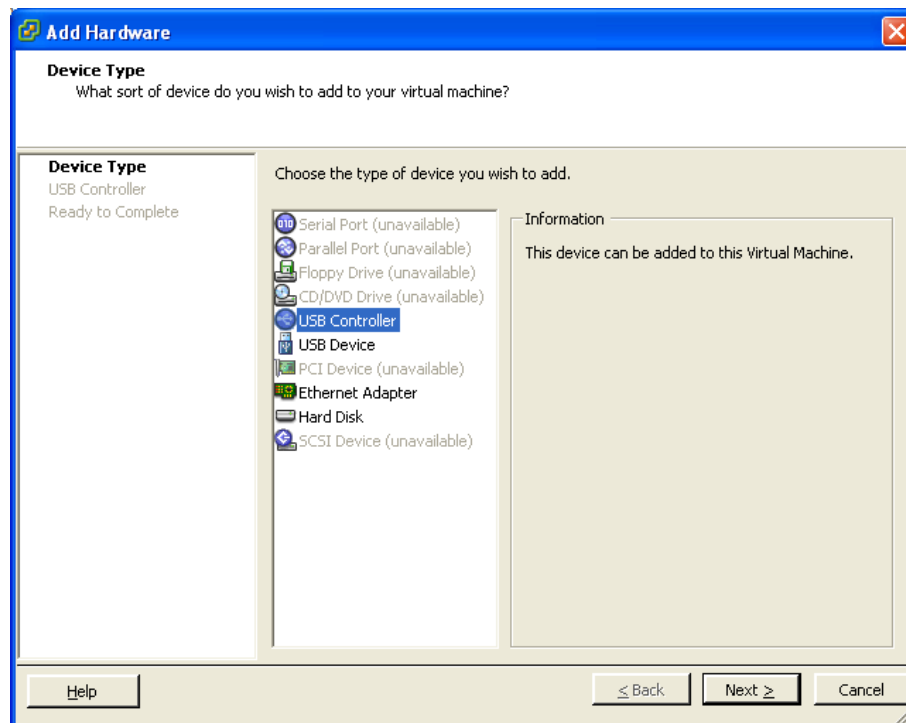 Add Hardware
Device Type
What sort of device do you wish to add to your virtual machine?
Device Type
USB Controller
Ready to Complete
Choose the type of device you wish to add.
Serial Port (unavailable)
Parallel Port (unavailable)
Floppy Drive (unavailable)
CD/DVD Drive (unavailable)
USB Controller
USB Device
PCI Device (unavailable)
Ethernet Adapter
Hard Disk
SCSI Device (unavailable)
Information
This device can be added to this Virtual Machine.
Help
< Back
Next >
Cancel